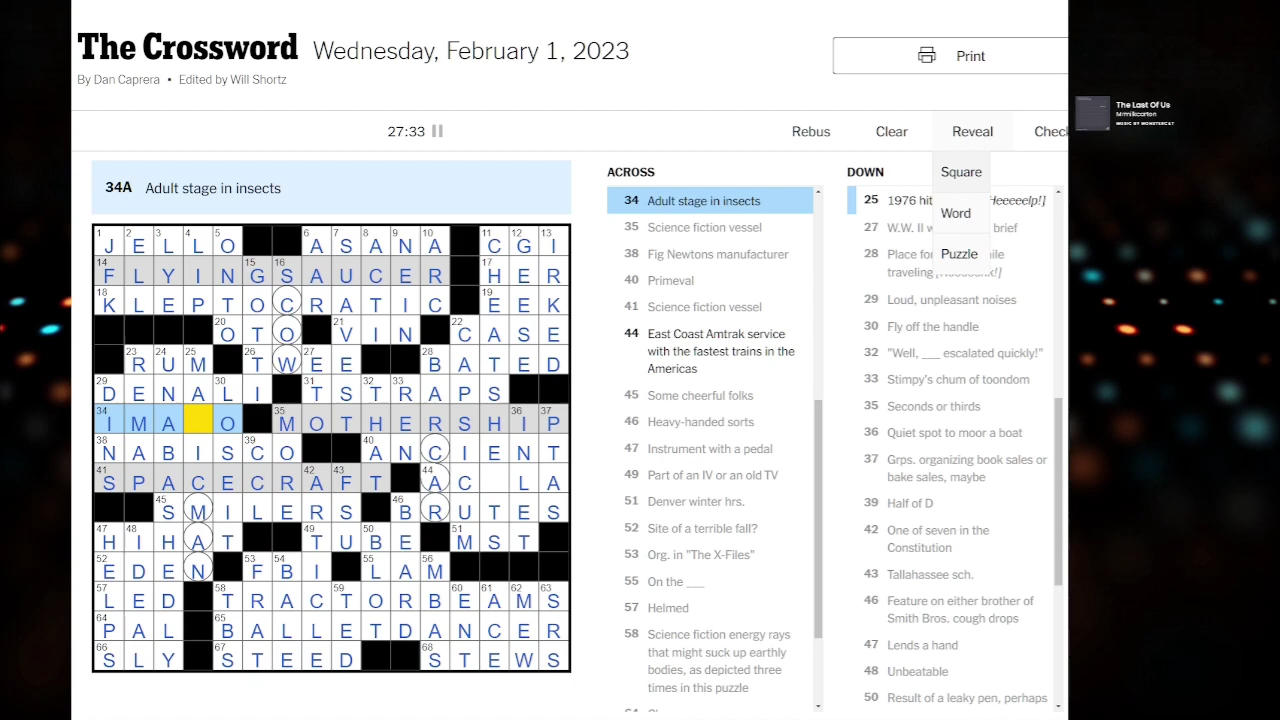 The Crossword Wednesday, February 1, 2023
By Dan Caprera • Edited by Will Shortz
Print
The Last Of Us
Mrmilkcarton
MUSIC BY MONSTERCAT
27:33
Rebus Clear Reveal Check
Square
Word
Puzzle
34A Adult stage in insects
J E L L O A S A N A C G I
F L Y I N G S A U C E R H E R
K L E P T O C R A T I C E E K
O T O V I N C A S E
R U M T W E E B A T E D
D E N A L I T S T R A P S
I M A O M O T H E R S H I P
N A B I S C O A N C I E N T
S P A C E C R A F T A C L A
S M I L E R S B R U T E S
H I H A T T U B E M S T
E D E N F B I L A M
L E D T R A C T O R B E A M S
P A L B A L L E T D A N C E R
S L Y S T E E D S T E W S
ACROSS
34 Adult stage in insects
35 Science fiction vessel
38 Fig Newtons manufacturer
40 Primeval
41 Science fiction vessel
44 East Coast Amtrak service
with the fastest trains in the
Americas
45 Some cheerful folks
46 Heavy-handed sorts
47 Instrument with a pedal
49 Part of an IV or an old TV
51 Denver winter hrs.
52 Site of a terrible fall?
53 Org. in "The X-Files"
55 On the ___
57 Helmed
58 Science fiction energy rays
that might suck up earthly
bodies, as depicted three
times in this puzzle
DOWN
25 1976 hit Heeeeelp!]
27 W.W. II brief
28 Place for while
traveling
29 Loud, unpleasant noises
30 Fly off the handle
32 "Well, ___ escalated quickly!"
33 Stimpy's chum of toondom
35 Seconds or thirds
36 Quiet spot to moor a boat
37 Grps. organizing book sales or
bake sales, maybe
39 Half of D
42 One of seven in the
Constitution
43 Tallahassee sch.
46 Feature on either brother of
Smith Bros. cough drops
47 Lends a hand
48 Unbeatable
50 Result of a leaky pen, perhaps